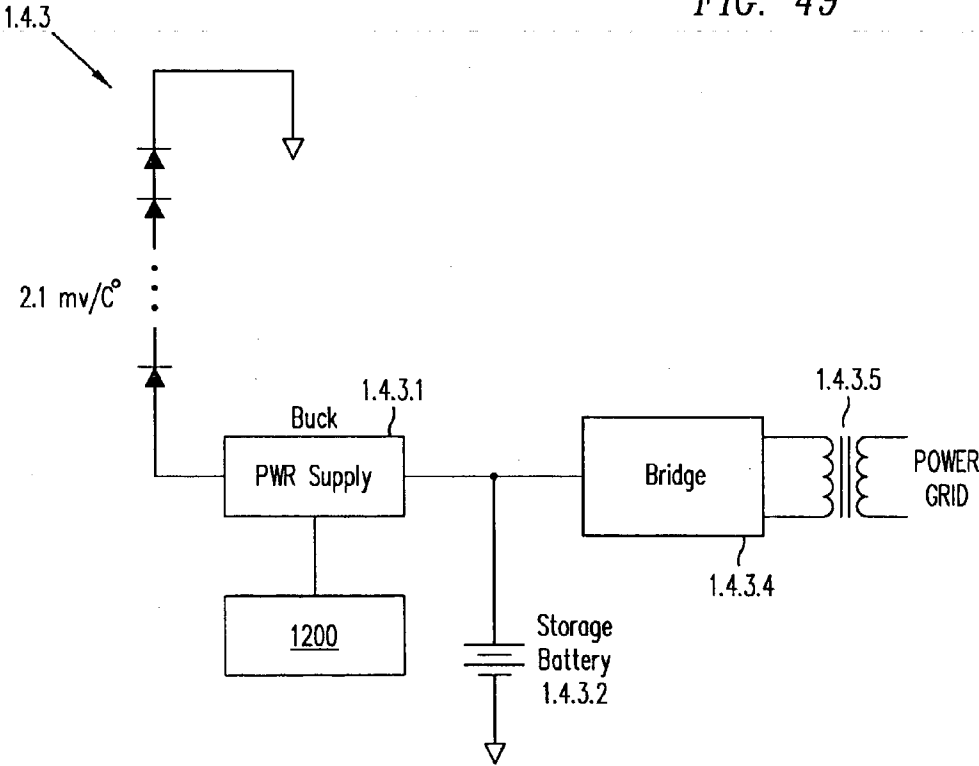 FIG. 49
1.4.3
2.1 mv/C°
Buck
1.4.3.1
PWR Supply
1200
Storage
Battery
1.4.3.2
Bridge
1.4.3.4
1.4.3.5
POWER
GRID